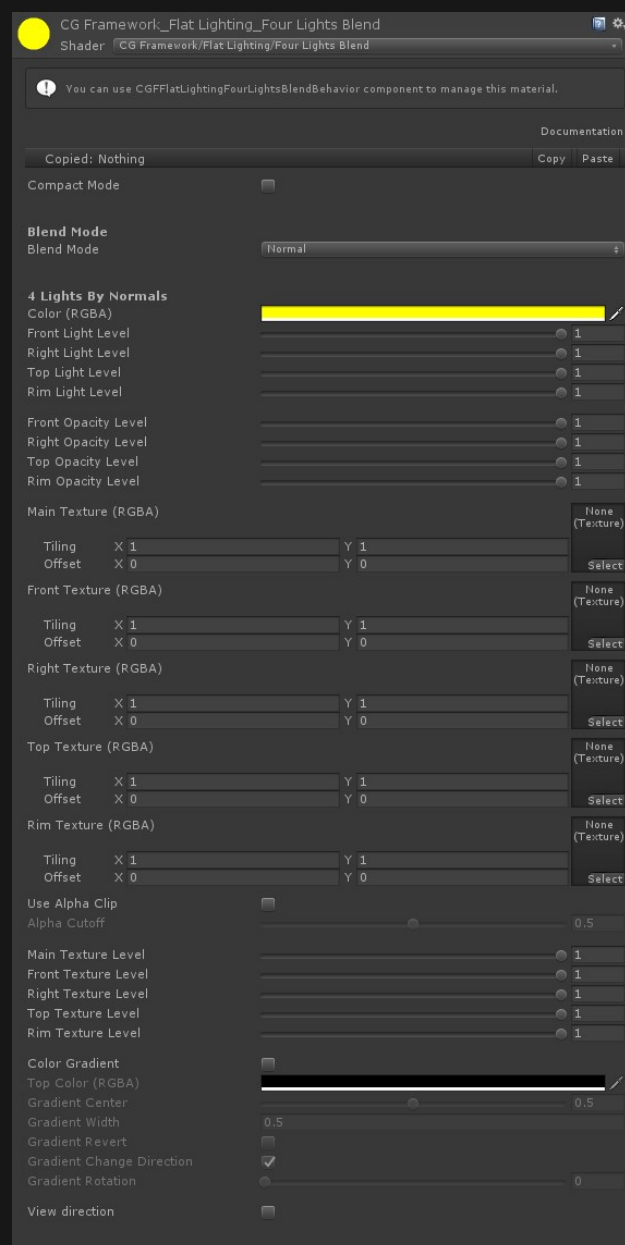 CG Framework_Flat Lighting_Four Lights Blend
Shader CG Framework/Flat Lighting/Four Lights Blend
You can use CGFFlatLightingFourLightsBlendBehavior component to manage this material.
Documentation
Copied: Nothing Copy Paste
Compact Mode
Blend Mode
Blend Mode Normal
4 Lights By Normals
Color (RGBA)
Front Light Level 1
Right Light Level 1
Top Light Level 1
Rim Light Level 1
Front Opacity Level 1
Right Opacity Level 1
Top Opacity Level 1
Rim Opacity Level 1
Main Texture (RGBA) None
(Texture)
Tiling X 1 Y 1
Offset X 0 Y 0 Select
Front Texture (RGBA) None
(Texture)
Tiling X 1 Y 1
Offset X 0 Y 0 Select
Right Texture (RGBA) None
(Texture)
Tiling X 1 Y 1
Offset X 0 Y 0 Select
Top Texture (RGBA) None
(Texture)
Tiling X 1 Y 1
Offset X 0 Y 0 Select
Rim Texture (RGBA) None
(Texture)
Tiling X 1 Y 1
Offset X 0 Y 0 Select
Use Alpha Clip
Alpha Cutoff 0.5
Main Texture Level 1
Front Texture Level 1
Right Texture Level 1
Top Texture Level 1
Rim Texture Level 1
Color Gradient
Top Color (RGBA)
Gradient Center 0.5
Gradient Width 0.5
Gradient Revert
Gradient Change Direction
Gradient Rotation 0
View direction